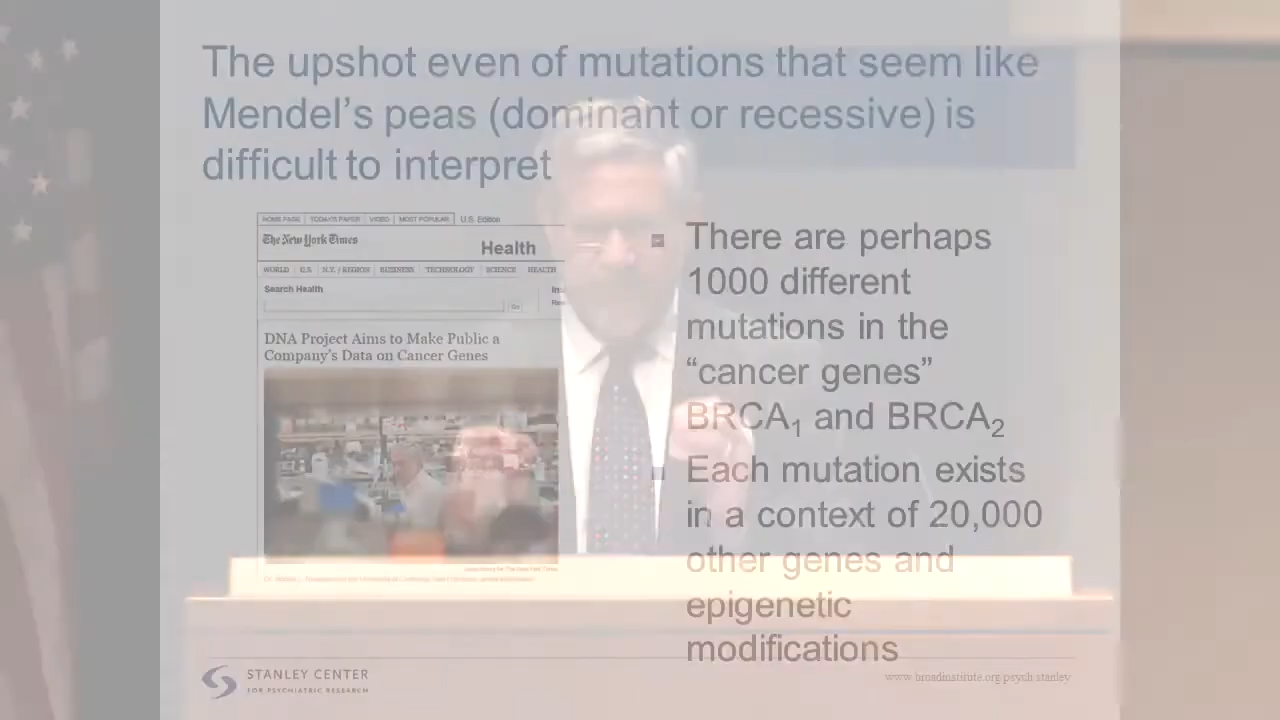 The upshot even of mutations that seem like
Mendel's peas (dominant or recessive) is
difficult to interpret
HOME PAGE TODAY'S PAPER VIDEO MOST POPULAR U.S. Edition
The New York Times
Health
WORLD U.S. N.Y. / REGION BUSINESS TECHNOLOGY SCIENCE HEALTH
Search Health
Go
DNA Project Aims to Make Public a
Company's Data on Cancer Genes
There are perhaps
1000 different
mutations in the
“cancer genes”
BRCA1 and BRCA2
Each mutation exists
in a context of 20,000
other genes and
epigenetic
modifications
STANLEY CENTER
FOR PSYCHIATRIC RESEARCH
www.broadinstitute.org/psych/stanley